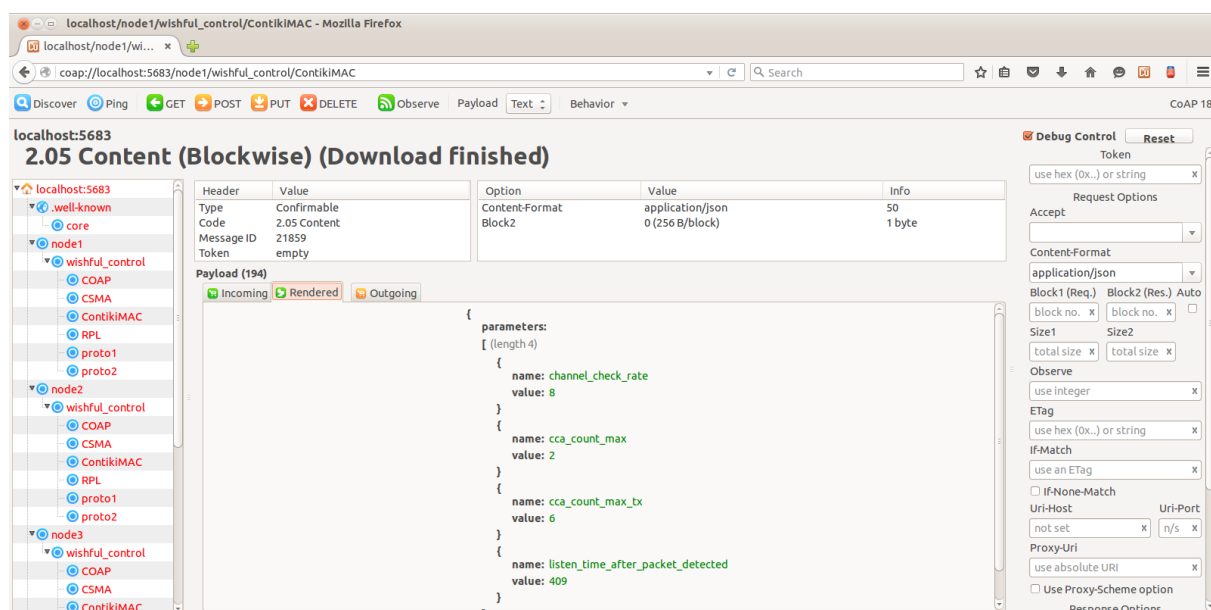 localhost/node1/wishful_control/ContikiMAC - Mozilla Firefox
localhost/node1/wi... ×
coap://localhost:5683/node1/wishful_control/ContikiMAC
Search
Discover Ping GET POST PUT DELETE Observe Payload Text Behavior CoAP 18
localhost:5683
2.05 Content (Blockwise) (Download finished)
localhost:5683
.well-known
core
node1
wishful_control
COAP
CSMA
ContikiMAC
RPL
proto1
proto2
node2
wishful_control
COAP
CSMA
ContikiMAC
RPL
proto1
proto2
node3
wishful_control
COAP
CSMA
ContikiMAC
Header Value
Type Confirmable
Code 2.05 Content
Message ID 21859
Token empty
Option Value Info
Content-Format application/json 50
Block2 0 (256 B/block) 1 byte
Payload (194)
Incoming Rendered Outgoing
{
parameters:
[ (length 4)
{
name: channel_check_rate
value: 8
}
{
name: cca_count_max
value: 2
}
{
name: cca_count_max_tx
value: 6
}
{
name: listen_time_after_packet_detected
value: 409
}
Debug Control Reset
Token
use hex (0x..) or string x
Request Options
Accept
Content-Format
application/json
Block1 (Req.) Block2 (Res.) Auto
block no. x block no. x
Size1 Size2
total size x total size x
Observe
use integer x
ETag
use hex (0x..) or string x
If-Match
use an ETag x
If-None-Match
Uri-Host Uri-Port
not set x n/s x
Proxy-Uri
use absolute URI x
Use Proxy-Scheme option
Response Options